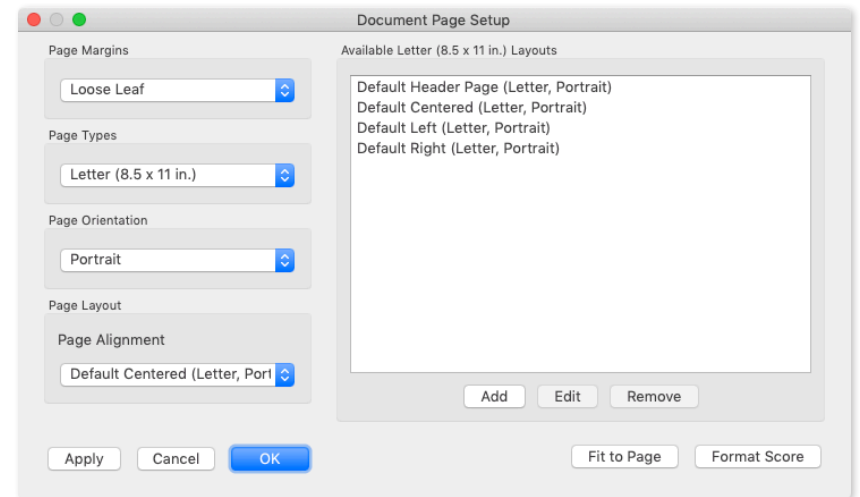 Document Page Setup
Page Margins
Loose Leaf
Page Types
Letter (8.5 x 11 in.)
Page Orientation
Portrait
Page Layout
Page Alignment
Default Centered (Letter, Port
Available Letter (8.5 x 11 in.) Layouts
Default Header Page (Letter, Portrait)
Default Centered (Letter, Portrait)
Default Left (Letter, Portrait)
Default Right (Letter, Portrait)
Add Edit Remove
Apply Cancel OK Fit to Page Format Score